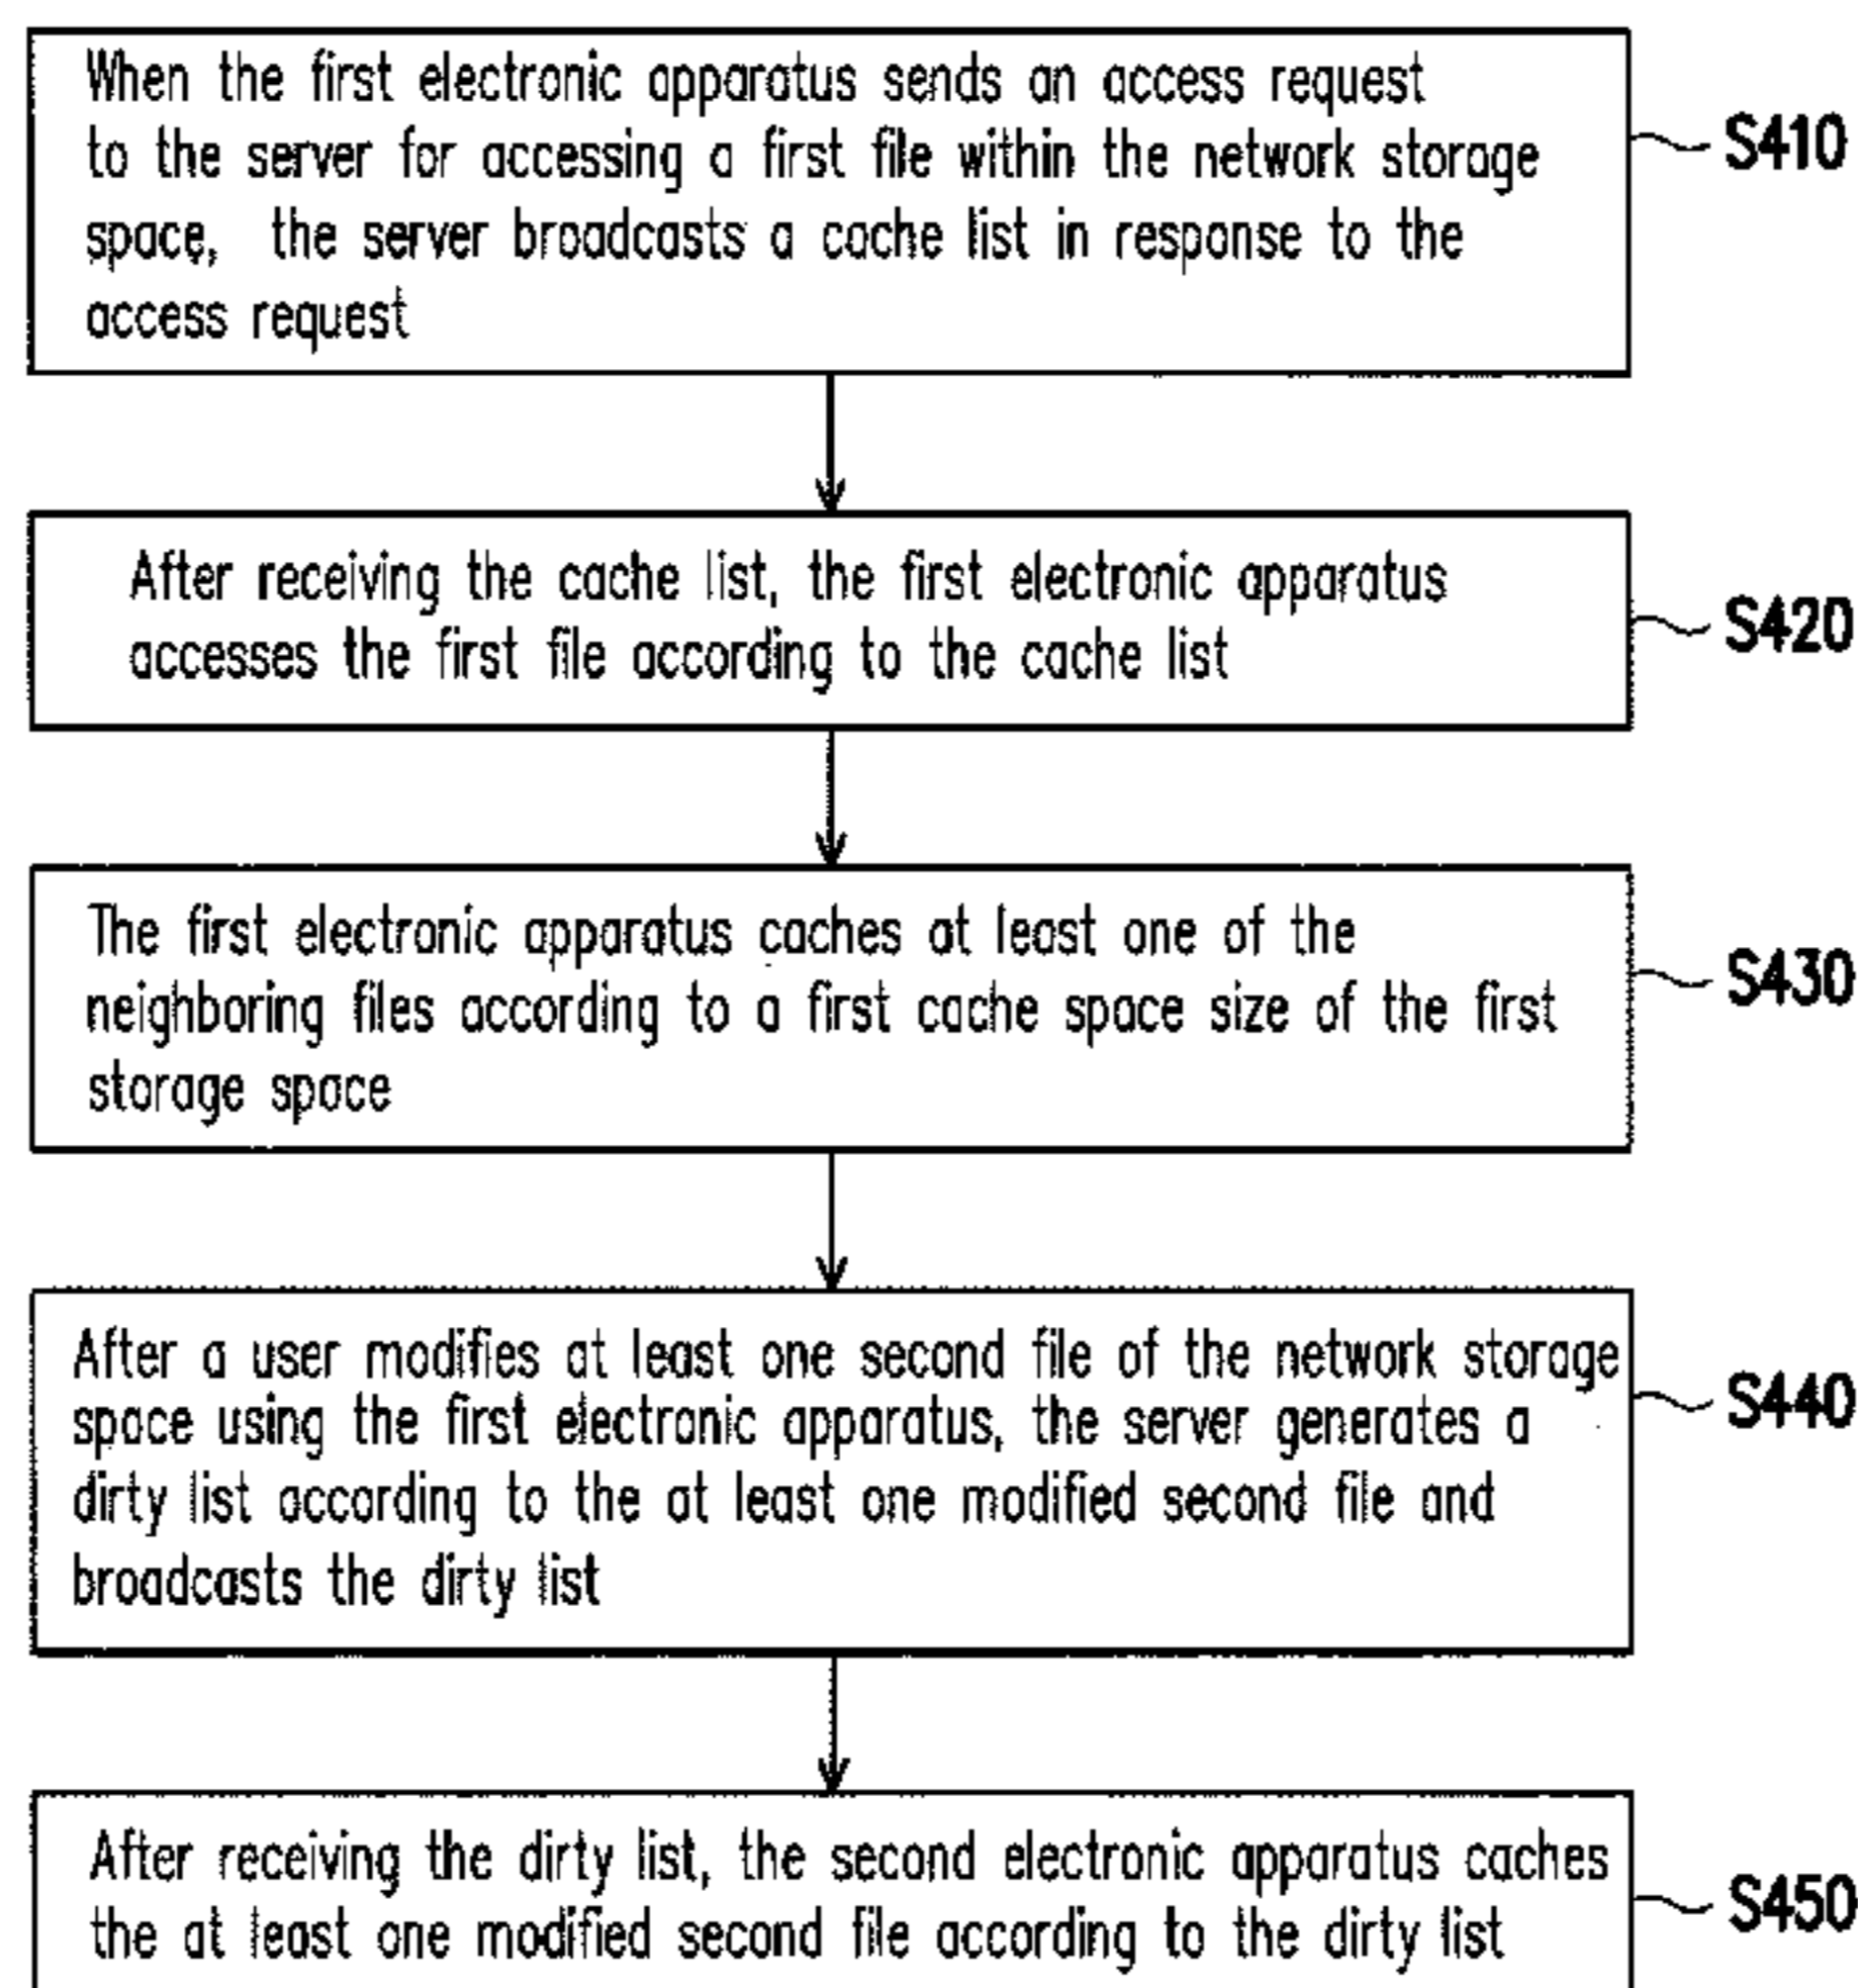 When the first electronic apparatus sends an access request
to the server for accessing a first file within the network storage
space, the server broadcasts a cache list in response to the
access request
S410
After receiving the cache list, the first electronic apparatus
accesses the first file according to the cache list
S420
The first electronic apparatus caches at least one of the
neighboring files according to a first cache space size of the first
storage space
S430
After a user modifies at least one second file of the network storage
space using the first electronic apparatus, the server generates a
dirty list according to the at least one modified second file and
broadcasts the dirty list
S440
After receiving the dirty list, the second electronic apparatus caches
the at least one modified second file according to the dirty list
S450